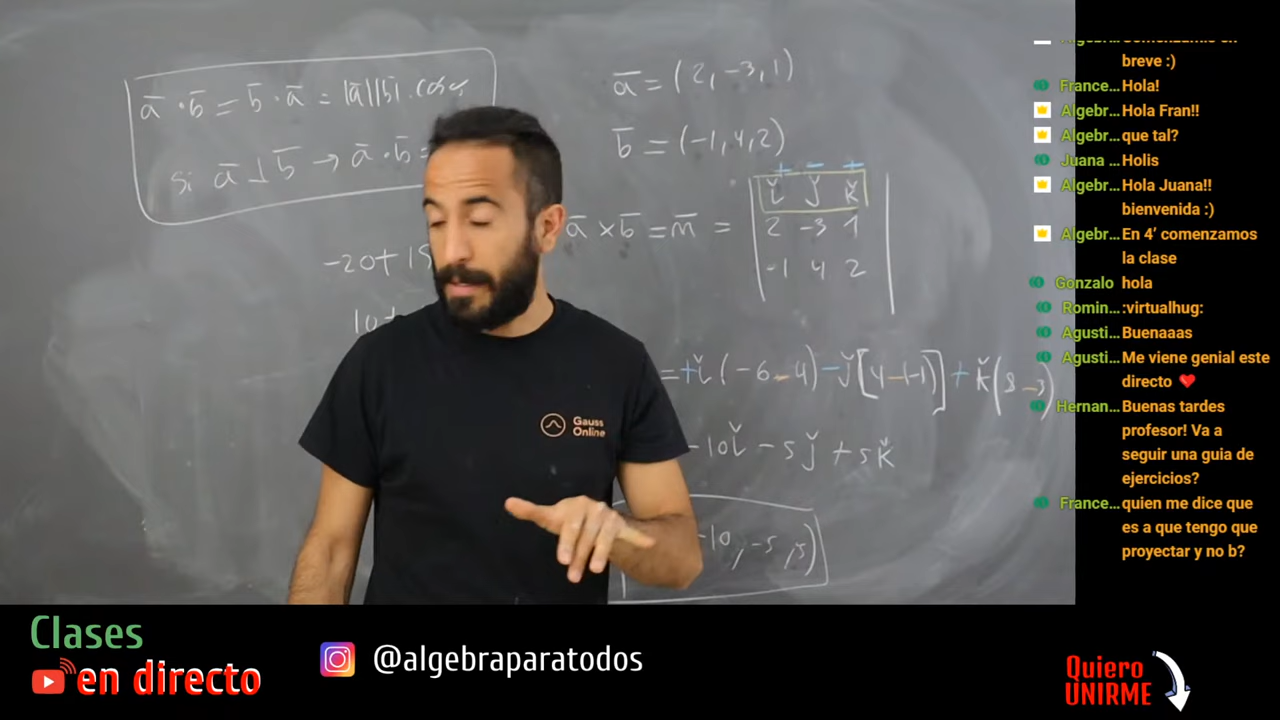 a̅ · b̅ = b̅ · a̅ = |a̅||b̅| . cos α
si a̅ ⊥ b̅ → a̅ · b̅ =
-20+15
10+
a̅ = (2, -3, 1)
b̅ = (-1, 4, 2)
+ - +
ǐ ǰ ǩ
a̅ × b̅ = m̅ = 2 -3 1
-1 4 2
= +ǐ (-6-4) -ǰ [4-(-1)] + ǩ (8-3)
-10ǐ - 5ǰ + 5ǩ
-10, -5, 5)
Gauss
Online
breve :)
France... Hola!
Algebr... Hola Fran!!
Algebr... que tal?
Juana ... Holis
Algebr... Hola Juana!!
bienvenida :)
Algebr... En 4’ comenzamos
la clase
Gonzalo hola
Romin... :virtualhug:
Agusti... Buenaaas
Agusti... Me viene genial este
directo ❤
Hernan... Buenas tardes
profesor! Va a
seguir una guia de
ejercicios?
France... quien me dice que
es a que tengo que
proyectar y no b?
Clases
en directo
@algebraparatodos
Quiero
UNIRME